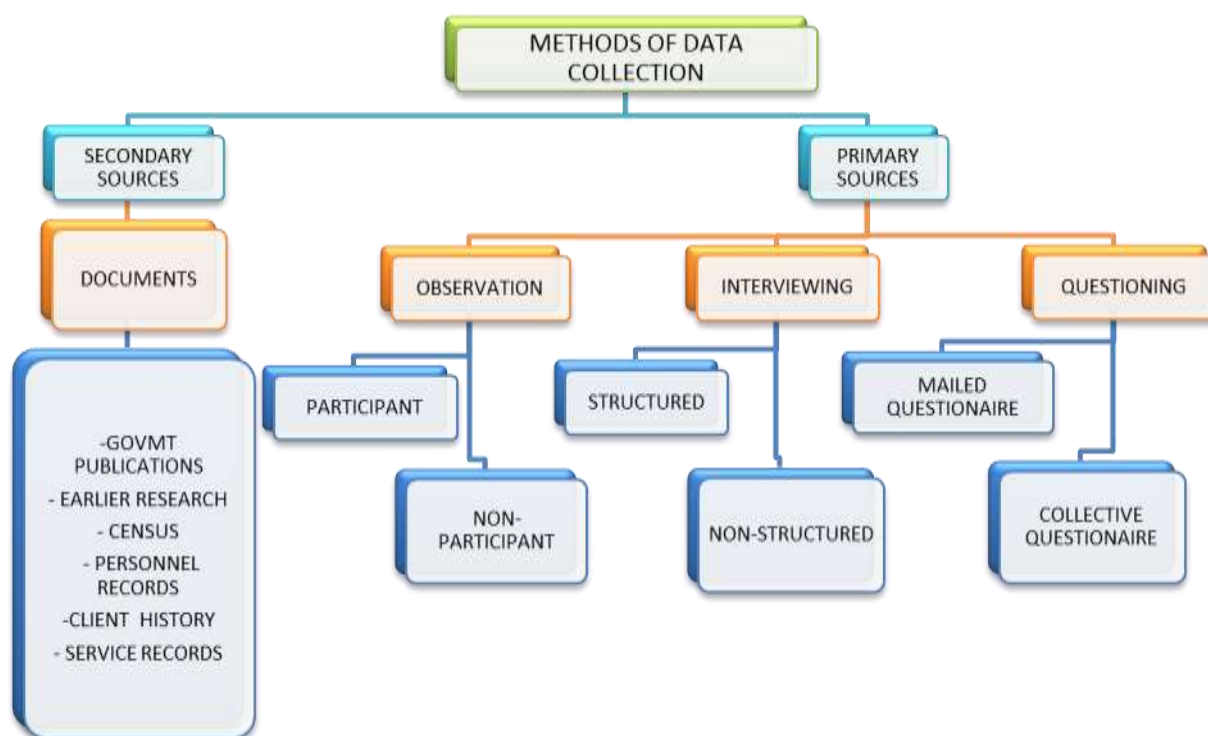 METHODS OF DATA
COLLECTION
SECONDARY
SOURCES
PRIMARY
SOURCES
DOCUMENTS
OBSERVATION
INTERVIEWING
QUESTIONING
-GOVMT
PUBLICATIONS
- EARLIER RESEARCH
- CENSUS
- PERSONNEL
RECORDS
-CLIENT HISTORY
- SERVICE RECORDS
PARTICIPANT
NON-
PARTICIPANT
STRUCTURED
NON-STRUCTURED
MAILED
QUESTIONAIRE
COLLECTIVE
QUESTIONAIRE